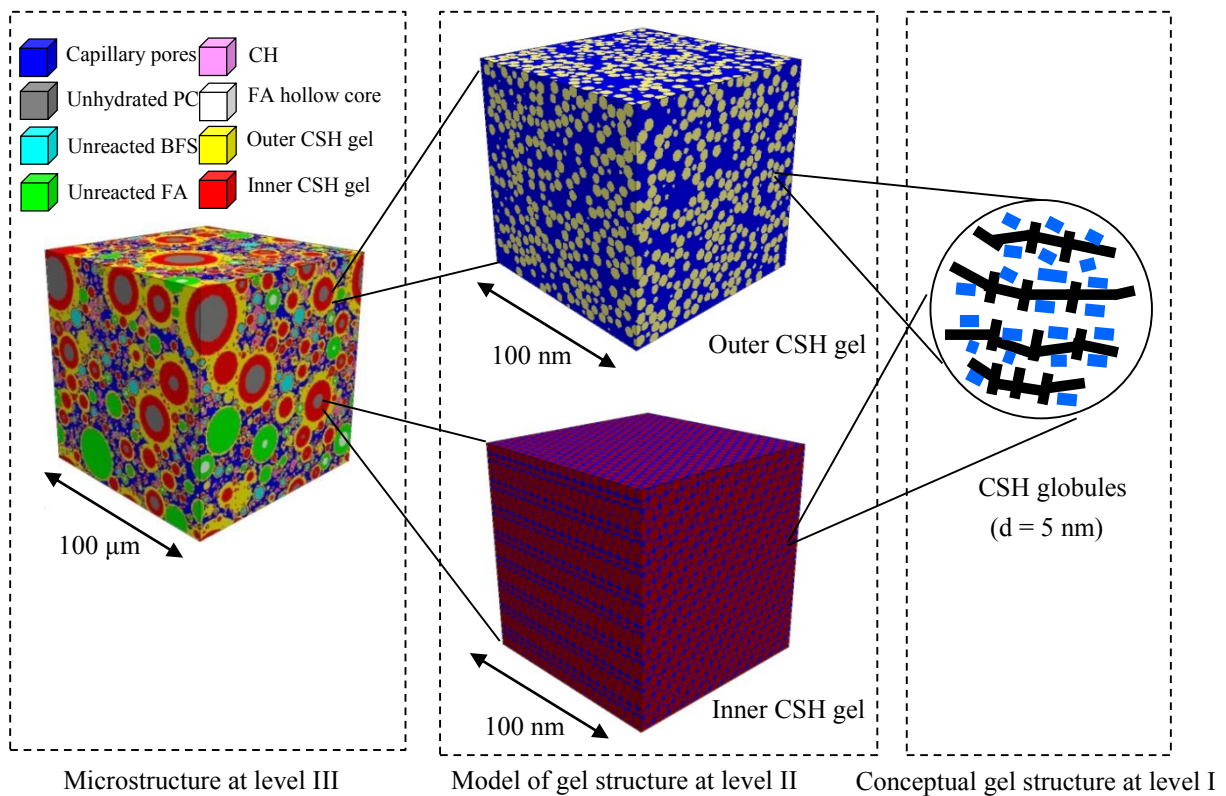 Capillary pores
CH
Unhydrated PC
FA hollow core
Unreacted BFS
Outer CSH gel
Unreacted FA
Inner CSH gel
100 μm
100 nm
Outer CSH gel
100 nm
Inner CSH gel
CSH globules
(d = 5 nm)
Microstructure at level III
Model of gel structure at level II
Conceptual gel structure at level I